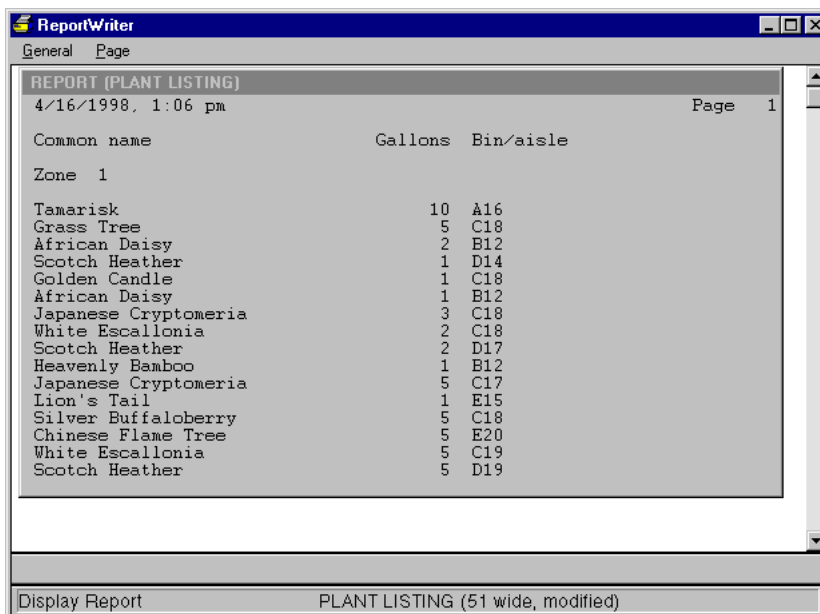 ReportWriter
General Page
REPORT (PLANT LISTING)
4/16/1998, 1:06 pm Page 1
Common name Gallons Bin/aisle
Zone 1
Tamarisk 10 A16
Grass Tree 5 C18
African Daisy 2 B12
Scotch Heather 1 D14
Golden Candle 1 C18
African Daisy 1 B12
Japanese Cryptomeria 3 C18
White Escallonia 2 C18
Scotch Heather 2 D17
Heavenly Bamboo 1 B12
Japanese Cryptomeria 5 C17
Lion's Tail 1 E15
Silver Buffaloberry 5 C18
Chinese Flame Tree 5 E20
White Escallonia 5 C19
Scotch Heather 5 D19
Display Report PLANT LISTING (51 wide, modified)